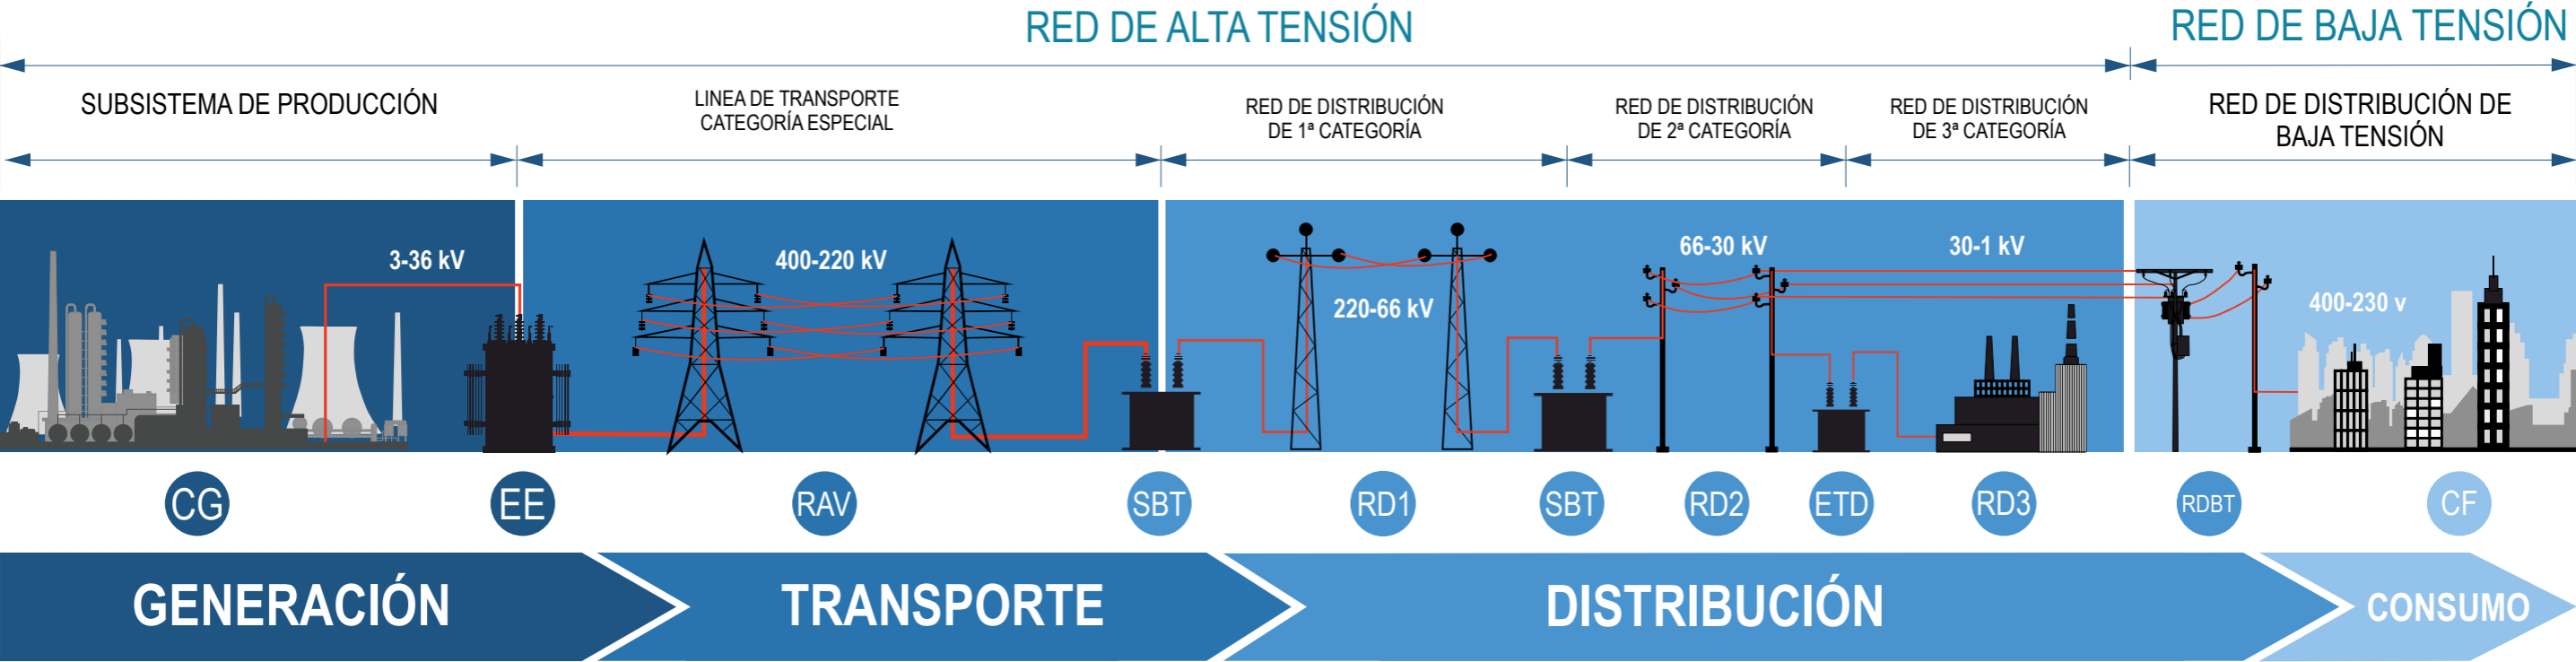 RED DE ALTA TENSIÓN
RED DE BAJA TENSIÓN
SUBSISTEMA DE PRODUCCIÓN
LINEA DE TRANSPORTE
CATEGORÍA ESPECIAL
RED DE DISTRIBUCIÓN
DE 1ª CATEGORÍA
RED DE DISTRIBUCIÓN
DE 2ª CATEGORÍA
RED DE DISTRIBUCIÓN
DE 3ª CATEGORÍA
RED DE DISTRIBUCIÓN DE
BAJA TENSIÓN
3-36 kV
400-220 kV
220-66 kV
66-30 kV
30-1 kV
400-230 v
CG
EE
RAV
SBT
RD1
SBT
RD2
ETD
RD3
RDBT
CF
GENERACIÓN
TRANSPORTE
DISTRIBUCIÓN
CONSUMO